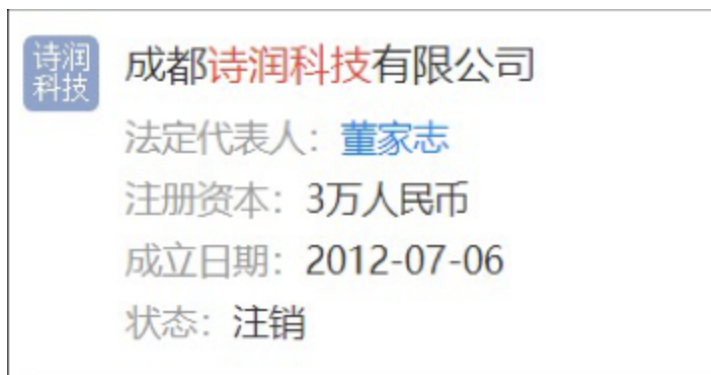 诗润
科技
成都诗润科技有限公司
法定代表人：董家志
注册资本：3万人民币
成立日期：2012-07-06
状态：注销